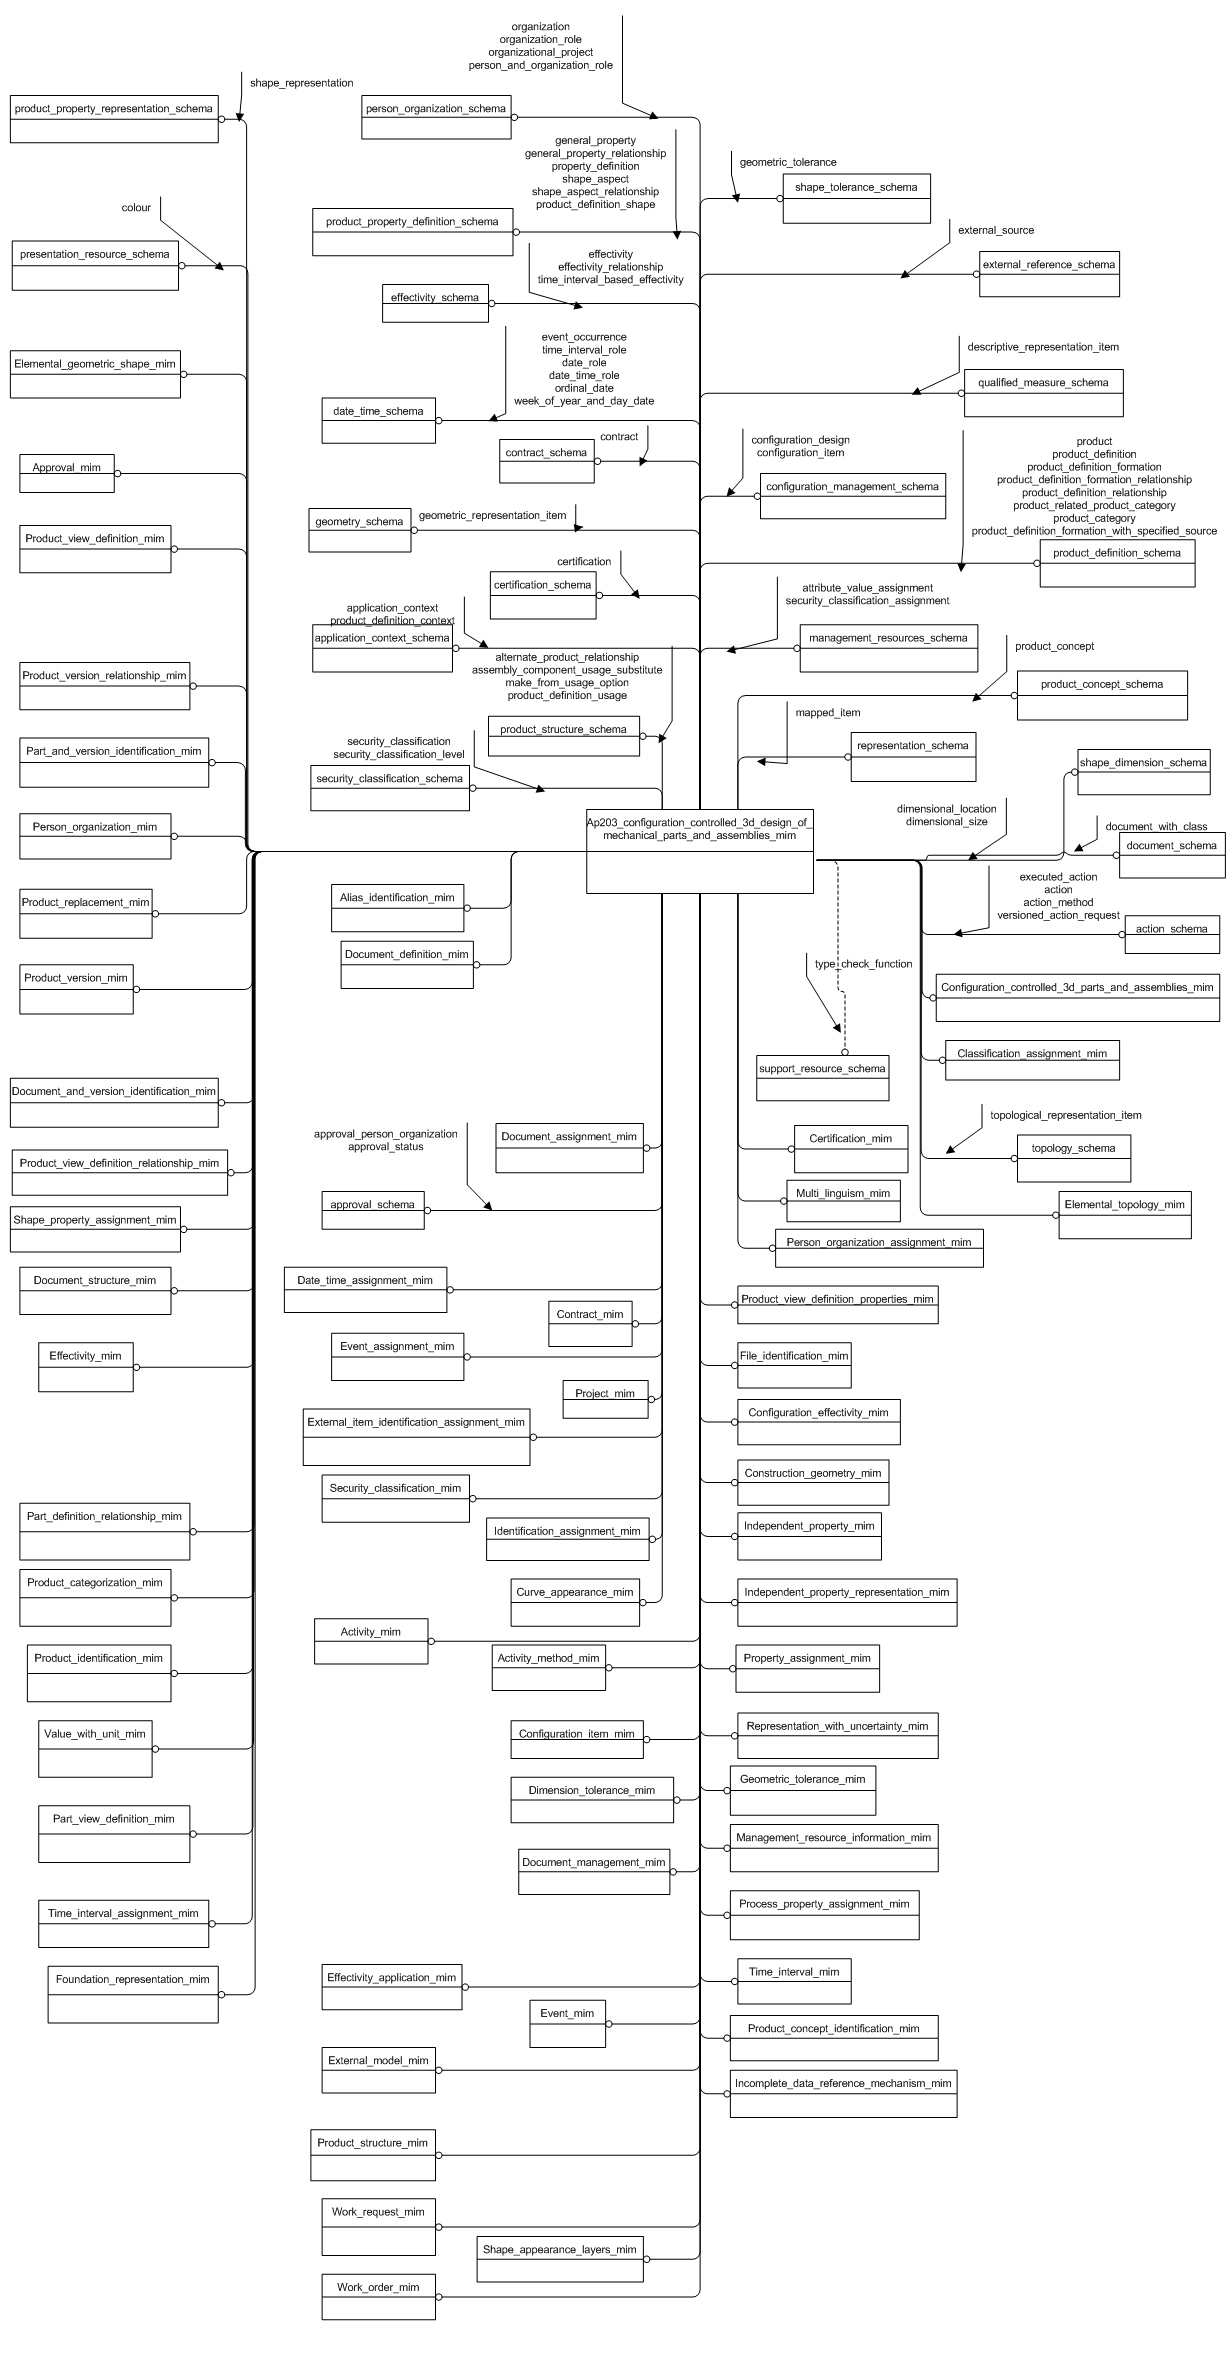 organization
organization_role
organizational_project
person_and_organization_role
shape_representation
product_property_representation_schema
person_organization_schema
general_property
general_property_relationship
property_definition
shape_aspect
shape_aspect_relationship
product_definition_shape
geometric_tolerance
shape_tolerance_schema
colour
product_property_definition_schema
external_source
presentation_resource_schema
effectivity
effectivity_relationship
time_interval_based_effectivity
external_reference_schema
effectivity_schema
event_occurrence
time_interval_role
date_role
date_time_role
ordinal_date
week_of_year_and_day_date
descriptive_representation_item
Elemental_geometric_shape_mim
qualified_measure_schema
date_time_schema
contract
contract_schema
configuration_design
configuration_item
product
product_definition
product_definition_formation
product_definition_formation_relationship
product_definition_relationship
product_related_product_category
product_category
product_definition_formation_with_specified_source
Approval_mim
configuration_management_schema
geometry_schema
geometric_representation_item
Product_view_definition_mim
product_definition_schema
certification
certification_schema
attribute_value_assignment
security_classification_assignment
application_context
product_definition_context
application_context_schema
management_resources_schema
alternate_product_relationship
assembly_component_usage_substitute
make_from_usage_option
product_definition_usage
product_concept
Product_version_relationship_mim
product_concept_schema
mapped_item
product_structure_schema
security_classification
security_classification_level
representation_schema
Part_and_version_identification_mim
security_classification_schema
shape_dimension_schema
dimensional_location
dimensional_size
Ap203_configuration_controlled_3d_design_of_
mechanical_parts_and_assemblies_mim
Person_organization_mim
document_with_class
document_schema
executed_action
action
action_method
versioned_action_request
Product_replacement_mim
Alias_identification_mim
action_schema
Document_definition_mim
type_check_function
Product_version_mim
Configuration_controlled_3d_parts_and_assemblies_mim
Classification_assignment_mim
support_resource_schema
Document_and_version_identification_mim
topological_representation_item
approval_person_organization
approval_status
Document_assignment_mim
Certification_mim
topology_schema
Product_view_definition_relationship_mim
Multi_linguism_mim
approval_schema
Elemental_topology_mim
Shape_property_assignment_mim
Person_organization_assignment_mim
Document_structure_mim
Date_time_assignment_mim
Product_view_definition_properties_mim
Contract_mim
Event_assignment_mim
Effectivity_mim
File_identification_mim
Project_mim
External_item_identification_assignment_mim
Configuration_effectivity_mim
Construction_geometry_mim
Security_classification_mim
Part_definition_relationship_mim
Identification_assignment_mim
Independent_property_mim
Product_categorization_mim
Curve_appearance_mim
Independent_property_representation_mim
Activity_mim
Product_identification_mim
Activity_method_mim
Property_assignment_mim
Value_with_unit_mim
Configuration_item_mim
Representation_with_uncertainty_mim
Dimension_tolerance_mim
Geometric_tolerance_mim
Part_view_definition_mim
Management_resource_information_mim
Document_management_mim
Time_interval_assignment_mim
Process_property_assignment_mim
Foundation_representation_mim
Effectivity_application_mim
Time_interval_mim
Event_mim
Product_concept_identification_mim
External_model_mim
Incomplete_data_reference_mechanism_mim
Product_structure_mim
Work_request_mim
Shape_appearance_layers_mim
Work_order_mim